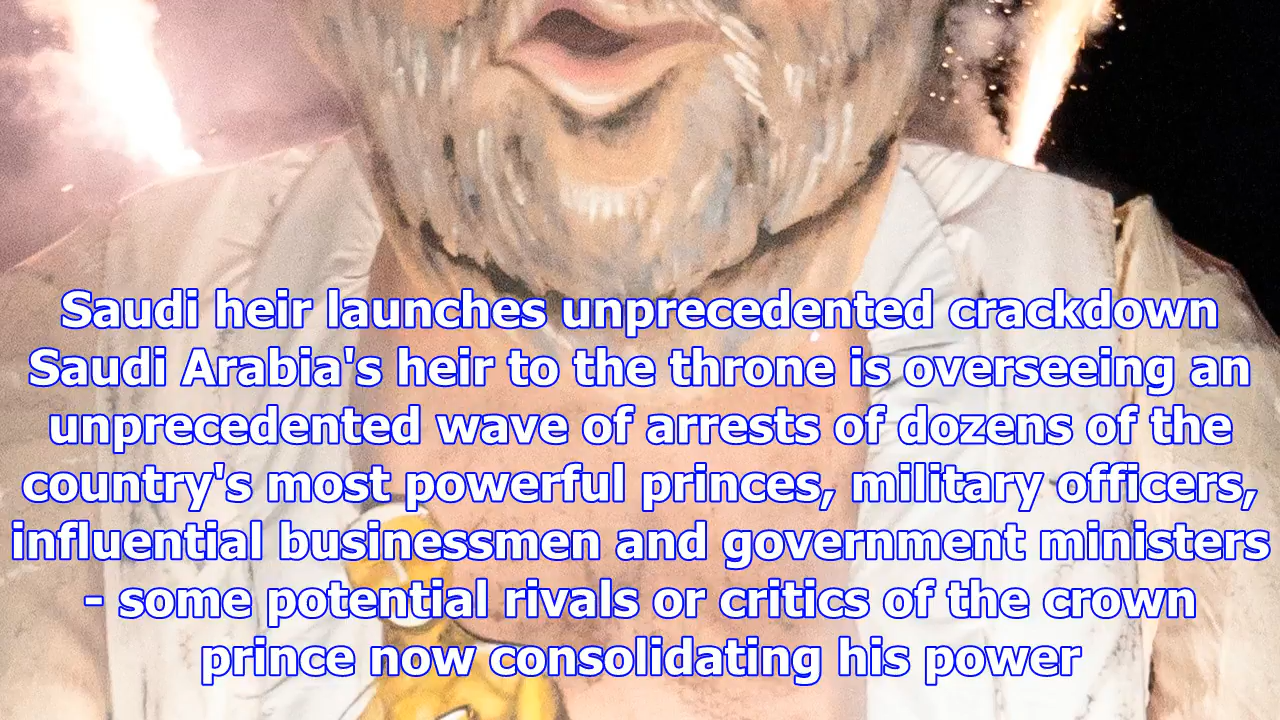 Saudi heir launches unprecedented crackdown
Saudi Arabia's heir to the throne is overseeing an
unprecedented wave of arrests of dozens of the
country's most powerful princes, military officers,
influential businessmen and government ministers
- some potential rivals or critics of the crown
prince now consolidating his power